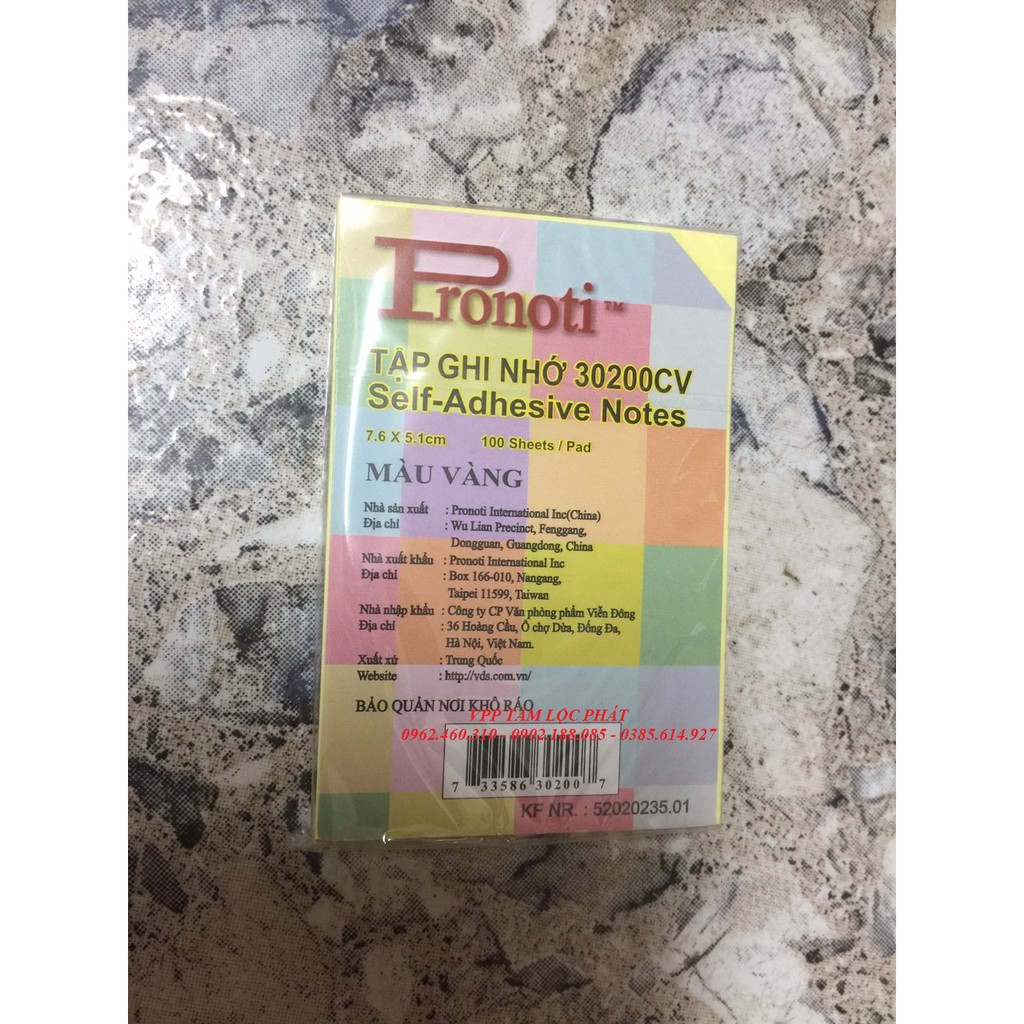 Pronoti™
TẬP GHI NHỚ 30200CV
Self-Adhesive Notes
7.6 X 5.1cm 100 Sheets / Pad
MÀU VÀNG
Nhà sản xuất : Pronoti International Inc(China)
Địa chỉ : Wu Lian Precinct, Fenggang,
Dongguan, Guangdong, China
Nhà xuất khẩu : Pronoti International Inc
Địa chỉ : Box 166-010, Nangang,
Taipei 11599, Taiwan
Nhà nhập khẩu : Công ty CP Văn phòng phẩm Viễn Đông
Địa chỉ : 36 Hoàng Cầu, Ô chợ Dừa, Đống Đa,
Hà Nội, Việt Nam.
Xuất xứ : Trung Quốc
Website : http://vds.com.vn/
BẢO QUẢN NƠI KHÔ RÁO
VPP TÂM LỘC PHÁT
0962.460.310 - 0902.188.085 - 0385.614.927
7 33586 30200 7
KF NR. : 52020235.01